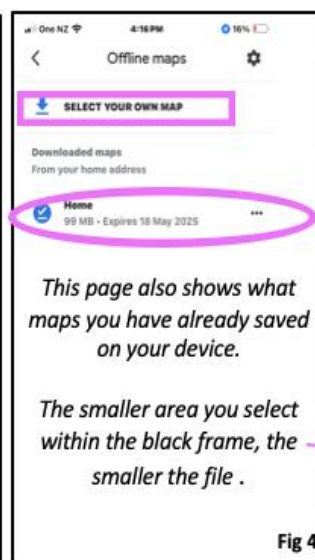 One NZ 4:16 PM 16%
Offline maps
SELECT YOUR OWN MAP
Downloaded maps
From your home address
Home
99 MB • Expires 18 May 2025
...
This page also shows what
maps you have already saved
on your device.
The smaller area you select
within the black frame, the
smaller the file .
Fig 4